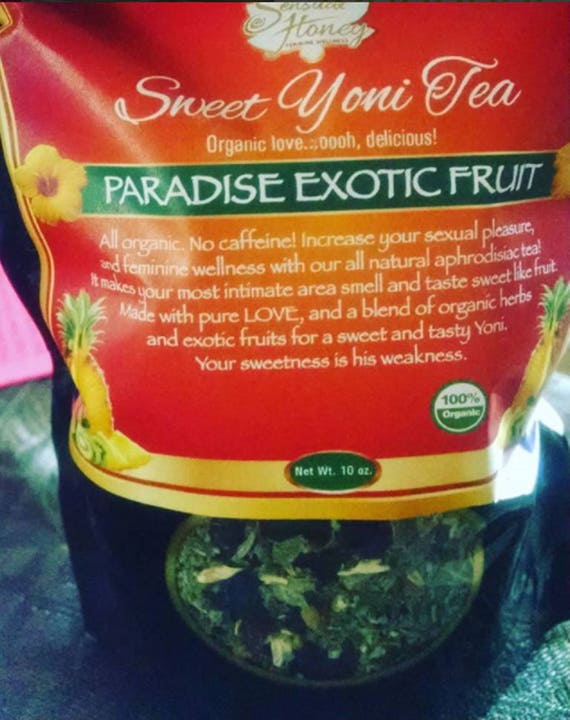 Sensual
Honey
FEMININE WELLNESS
Sweet Yoni Tea
Organic love...oooh, delicious!
PARADISE EXOTIC FRUIT
All organic. No caffeine! Increase your sexual pleasure,
and feminine wellness with our all natural aphrodisiac tea!
It makes your most intimate area smell and taste sweet like fruit.
Made with pure LOVE, and a blend of organic herbs
and exotic fruits for a sweet and tasty Yoni.
Your sweetness is his weakness.
100%
Organic
Net Wt. 10 oz.